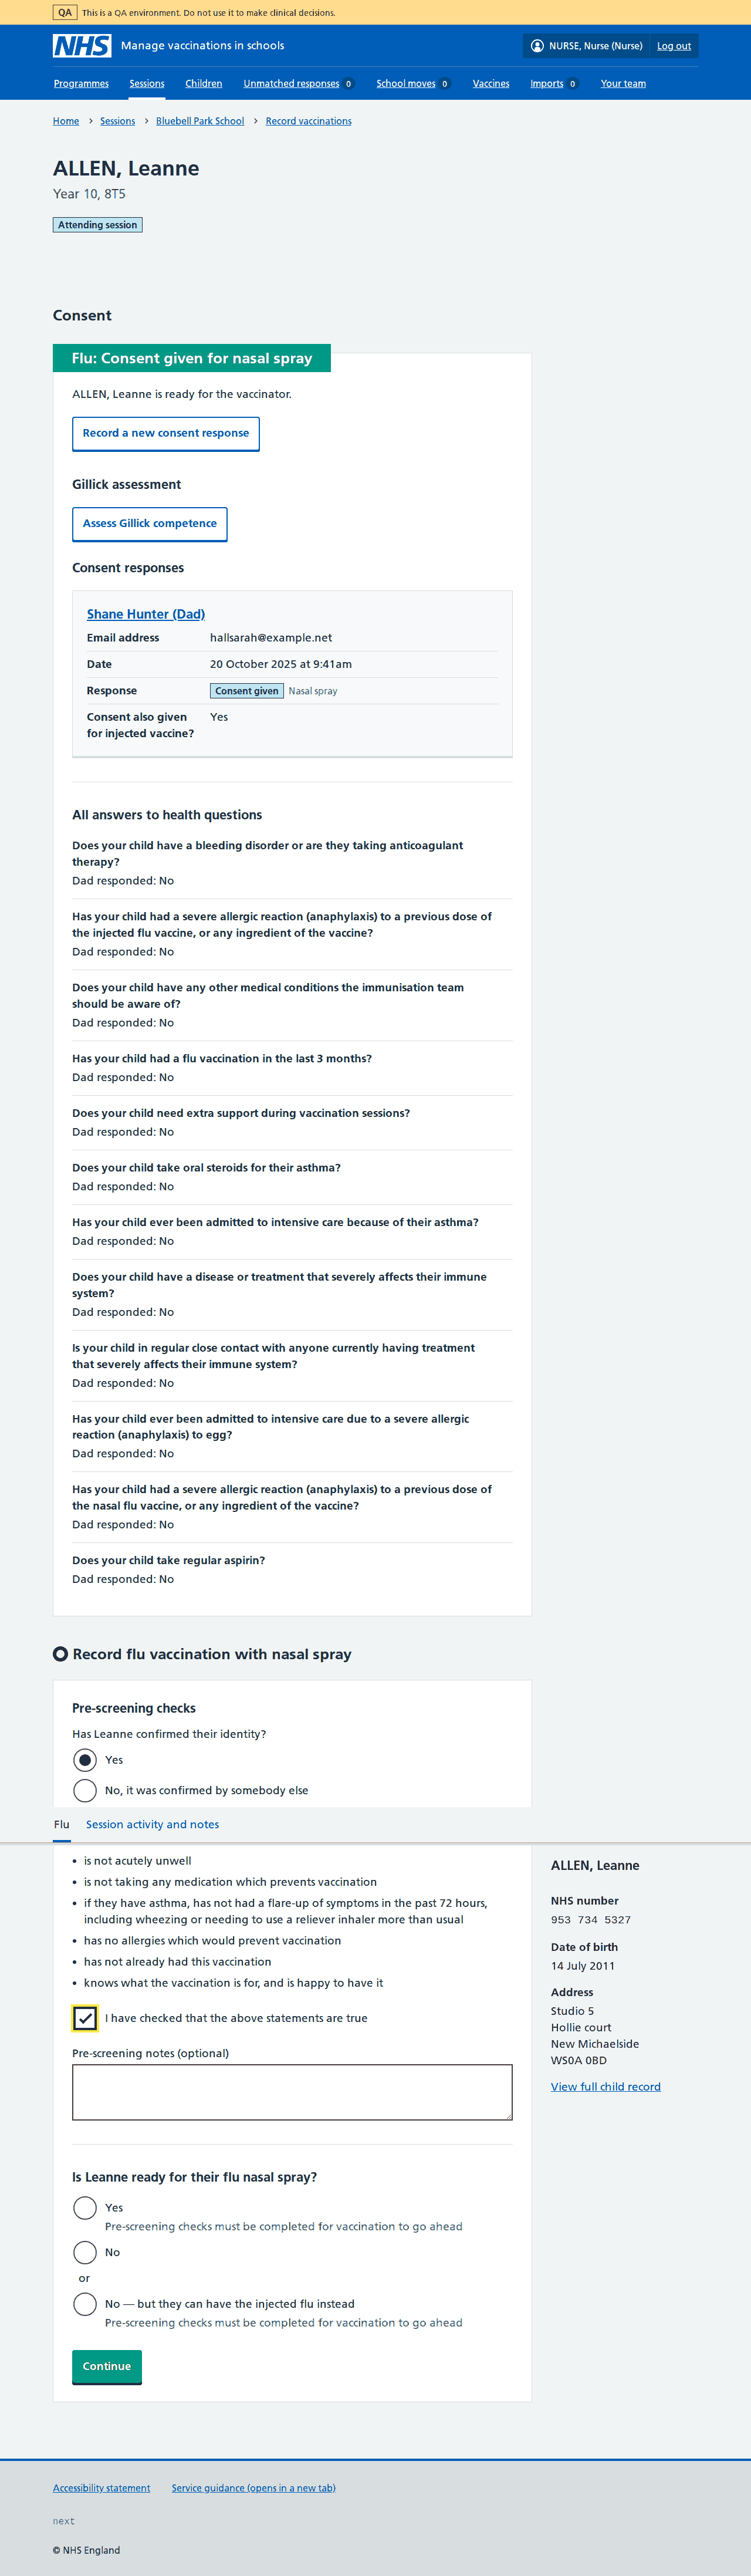 QA This is a QA environment. Do not use it to make clinical decisions.
NHS Manage vaccinations in schools NURSE, Nurse (Nurse) Log out
Programmes Sessions Children Unmatched responses 0 School moves 0 Vaccines Imports 0 Your team
Home > Sessions > Bluebell Park School > Record vaccinations
ALLEN, Leanne
Year 10, 8T5
Attending session
Consent
Flu: Consent given for nasal spray
ALLEN, Leanne is ready for the vaccinator.
Record a new consent response
Gillick assessment
Assess Gillick competence
Consent responses
Shane Hunter (Dad)
Email address hallsarah@example.net
Date 20 October 2025 at 9:41am
Response Consent given Nasal spray
Consent also given Yes
for injected vaccine?
All answers to health questions
Does your child have a bleeding disorder or are they taking anticoagulant
therapy?
Dad responded: No
Has your child had a severe allergic reaction (anaphylaxis) to a previous dose of
the injected flu vaccine, or any ingredient of the vaccine?
Dad responded: No
Does your child have any other medical conditions the immunisation team
should be aware of?
Dad responded: No
Has your child had a flu vaccination in the last 3 months?
Dad responded: No
Does your child need extra support during vaccination sessions?
Dad responded: No
Does your child take oral steroids for their asthma?
Dad responded: No
Has your child ever been admitted to intensive care because of their asthma?
Dad responded: No
Does your child have a disease or treatment that severely affects their immune
system?
Dad responded: No
Is your child in regular close contact with anyone currently having treatment
that severely affects their immune system?
Dad responded: No
Has your child ever been admitted to intensive care due to a severe allergic
reaction (anaphylaxis) to egg?
Dad responded: No
Has your child had a severe allergic reaction (anaphylaxis) to a previous dose of
the nasal flu vaccine, or any ingredient of the vaccine?
Dad responded: No
Does your child take regular aspirin?
Dad responded: No
Record flu vaccination with nasal spray
Pre-screening checks
Has Leanne confirmed their identity?
Yes
No, it was confirmed by somebody else
Flu Session activity and notes
is not acutely unwell
is not taking any medication which prevents vaccination
if they have asthma, has not had a flare-up of symptoms in the past 72 hours,
including wheezing or needing to use a reliever inhaler more than usual
has no allergies which would prevent vaccination
has not already had this vaccination
knows what the vaccination is for, and is happy to have it
I have checked that the above statements are true
Pre-screening notes (optional)
Is Leanne ready for their flu nasal spray?
Yes
Pre-screening checks must be completed for vaccination to go ahead
No
or
No — but they can have the injected flu instead
Pre-screening checks must be completed for vaccination to go ahead
Continue
ALLEN, Leanne
NHS number
953 734 5327
Date of birth
14 July 2011
Address
Studio 5
Hollie court
New Michaelside
WS0A 0BD
View full child record
Accessibility statement Service guidance (opens in a new tab)
next
© NHS England